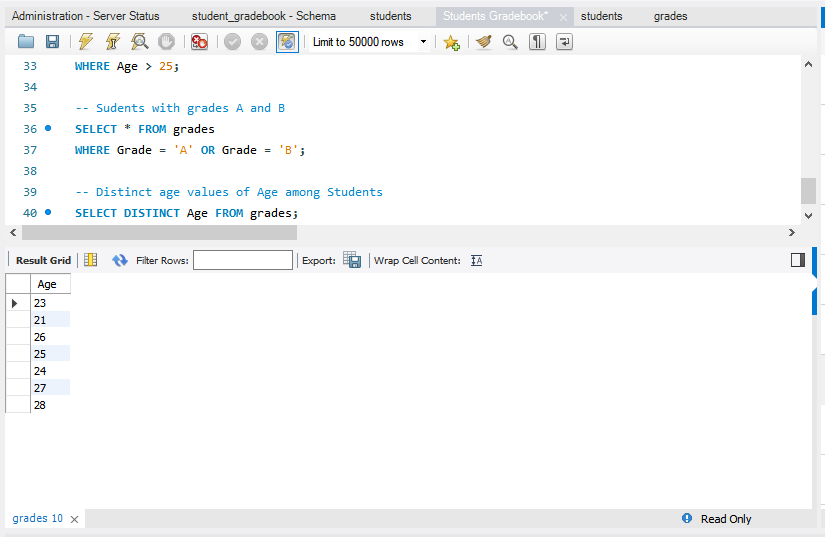 Administration - Server Status student_gradebook - Schema students Students Gradebook* students grades
Limit to 50000 rows
33 WHERE Age > 25;
34
35 -- Sudents with grades A and B
36 SELECT * FROM grades
37 WHERE Grade = 'A' OR Grade = 'B';
38
39 -- Distinct age values of Age among Students
40 SELECT DISTINCT Age FROM grades;
Result Grid Filter Rows: Export: Wrap Cell Content:
Age
23
21
26
25
24
27
28
grades 10 Read Only